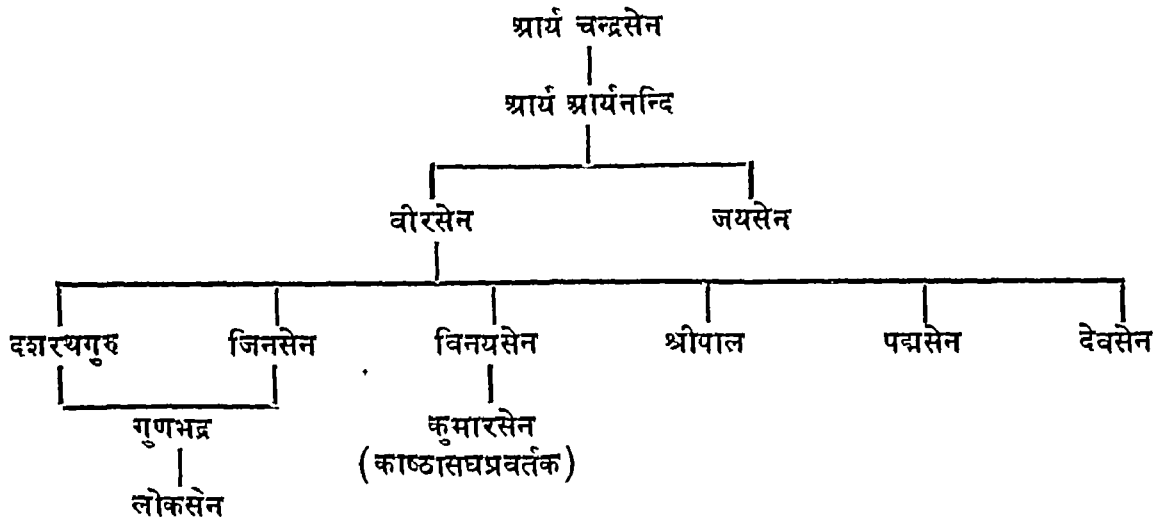 आर्य चन्द्रसेन
आर्य आर्यनन्दि
वीरसेन जयसेन
दशरथगुरु जिनसेन विनयसेन श्रीपाल पद्मसेन देवसेन
गुणभद्र कुमारसेन
(काष्ठासघप्रवर्तक)
लोकसेन